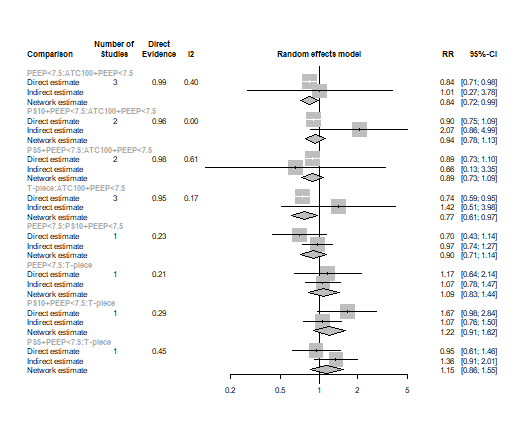 Number of Direct
Comparison Studies Evidence I2 Random effects model RR 95%-CI
PEEP<7.5:ATC100+PEEP<7.5
Direct estimate 3 0.99 0.40 0.84 [0.71; 0.98]
Indirect estimate 1.01 [0.27; 3.78]
Network estimate 0.84 [0.72; 0.99]
PS10+PEEP<7.5:ATC100+PEEP<7.5
Direct estimate 2 0.96 0.00 0.90 [0.75; 1.09]
Indirect estimate 2.07 [0.86; 4.99]
Network estimate 0.94 [0.78; 1.13]
PS5+PEEP<7.5:ATC100+PEEP<7.5
Direct estimate 2 0.98 0.61 0.89 [0.73; 1.10]
Indirect estimate 0.66 [0.13; 3.35]
Network estimate 0.89 [0.73; 1.09]
T-piece:ATC100+PEEP<7.5
Direct estimate 3 0.95 0.17 0.74 [0.59; 0.95]
Indirect estimate 1.42 [0.51; 3.98]
Network estimate 0.77 [0.61; 0.97]
PEEP<7.5:PS10+PEEP<7.5
Direct estimate 1 0.23 0.70 [0.43; 1.14]
Indirect estimate 0.97 [0.74; 1.27]
Network estimate 0.90 [0.71; 1.14]
PEEP<7.5:T-piece
Direct estimate 1 0.21 1.17 [0.64; 2.14]
Indirect estimate 1.07 [0.78; 1.47]
Network estimate 1.09 [0.83; 1.44]
PS10+PEEP<7.5:T-piece
Direct estimate 1 0.29 1.67 [0.98; 2.84]
Indirect estimate 1.07 [0.76; 1.50]
Network estimate 1.22 [0.91; 1.62]
PS5+PEEP<7.5:T-piece
Direct estimate 1 0.45 0.95 [0.61; 1.46]
Indirect estimate 1.36 [0.91; 2.01]
Network estimate 1.15 [0.86; 1.55]
0.2 0.5 1 2 5